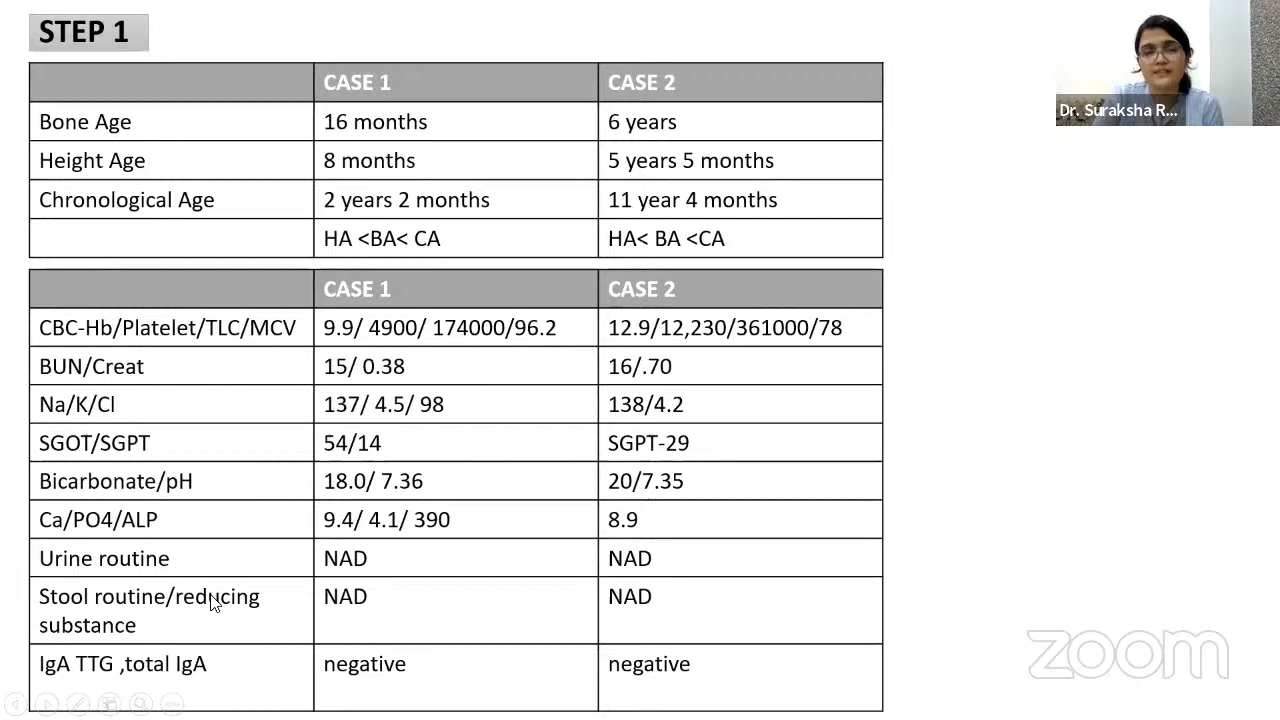 STEP 1
CASE 1 CASE 2
Bone Age 16 months 6 years
Height Age 8 months 5 years 5 months
Chronological Age 2 years 2 months 11 year 4 months
HA <BA< CA HA< BA <CA
CASE 1 CASE 2
CBC-Hb/Platelet/TLC/MCV 9.9/ 4900/ 174000/96.2 12.9/12,230/361000/78
BUN/Creat 15/ 0.38 16/.70
Na/K/Cl 137/ 4.5/ 98 138/4.2
SGOT/SGPT 54/14 SGPT-29
Bicarbonate/pH 18.0/ 7.36 20/7.35
Ca/PO4/ALP 9.4/ 4.1/ 390 8.9
Urine routine NAD NAD
Stool routine/reducing NAD NAD
substance
IgA TTG ,total IgA negative negative
Dr. Suraksha R...
zoom